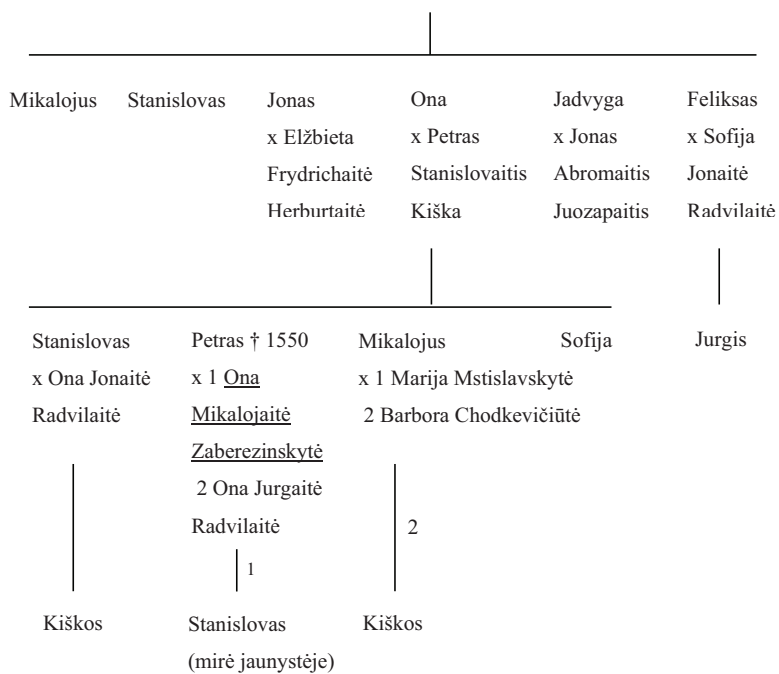 Mikalojus
Stanislovas
Jonas
x Elžbieta
Frydrichaitė
Herburtaitė
Ona
x Petras
Stanislovaitis
Kiška
Jadvyga
x Jonas
Abromaitis
Juozapaitis
Feliksas
x Sofija
Jonaitė
Radvilaitė
Stanislovas
x Ona Jonaitė
Radvilaitė
Petras † 1550
x 1 Ona
Mikalojaitė
Zaberezinskytė
2 Ona Jurgaitė
Radvilaitė
Mikalojus
x 1 Marija Mstislavskytė
2 Barbora Chodkevičiūtė
Sofija
Jurgis
1
2
Kiškos
Stanislovas
(mirė jaunystėje)
Kiškos